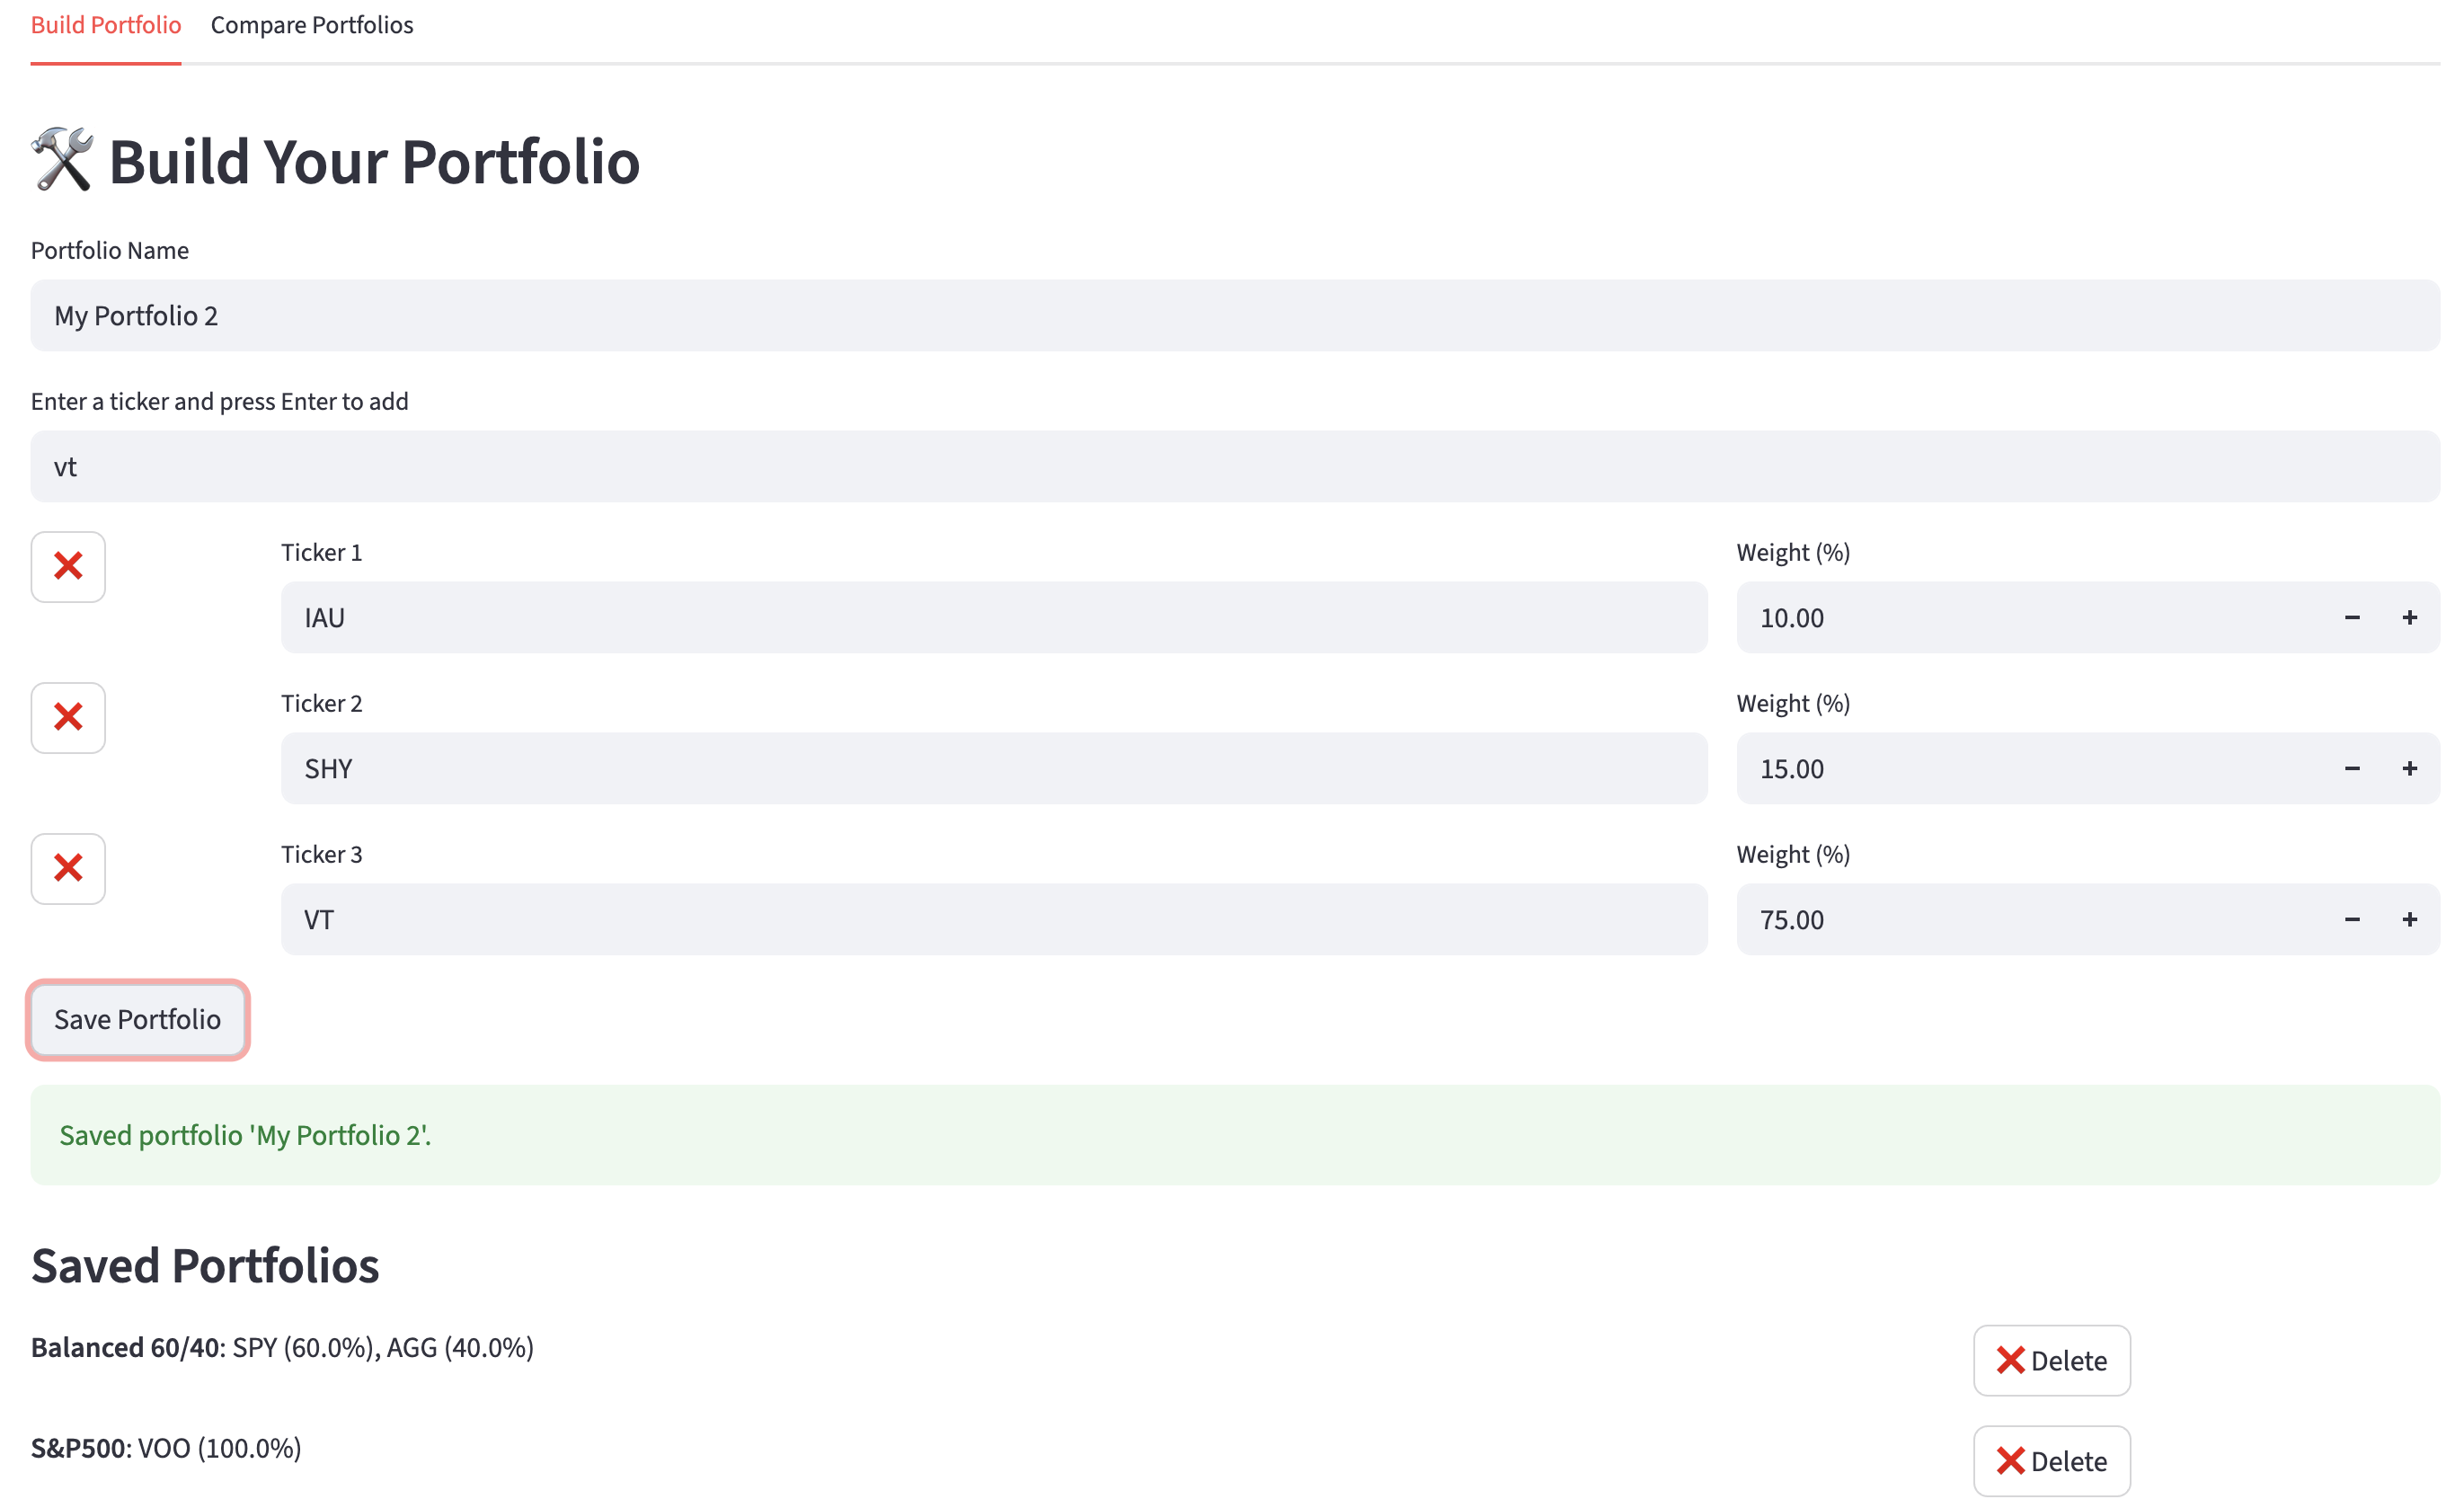 Build Portfolio Compare Portfolios
Build Your Portfolio
Portfolio Name
My Portfolio 2
Enter a ticker and press Enter to add
vt
Ticker 1 Weight (%)
IAU 10.00 − +
Ticker 2 Weight (%)
SHY 15.00 − +
Ticker 3 Weight (%)
VT 75.00 − +
Save Portfolio
Saved portfolio 'My Portfolio 2'.
Saved Portfolios
Balanced 60/40: SPY (60.0%), AGG (40.0%) Delete
S&P500: VOO (100.0%) Delete